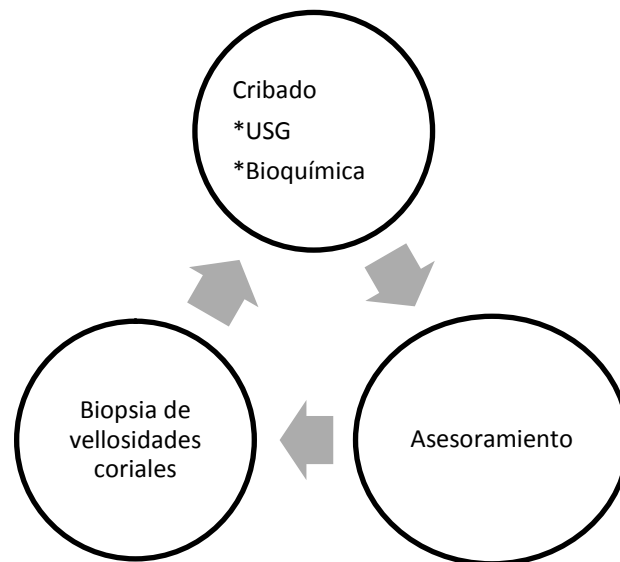 Cribado
*USG
*Bioquímica
Biopsia de
vellosidades
coriales
Asesoramiento